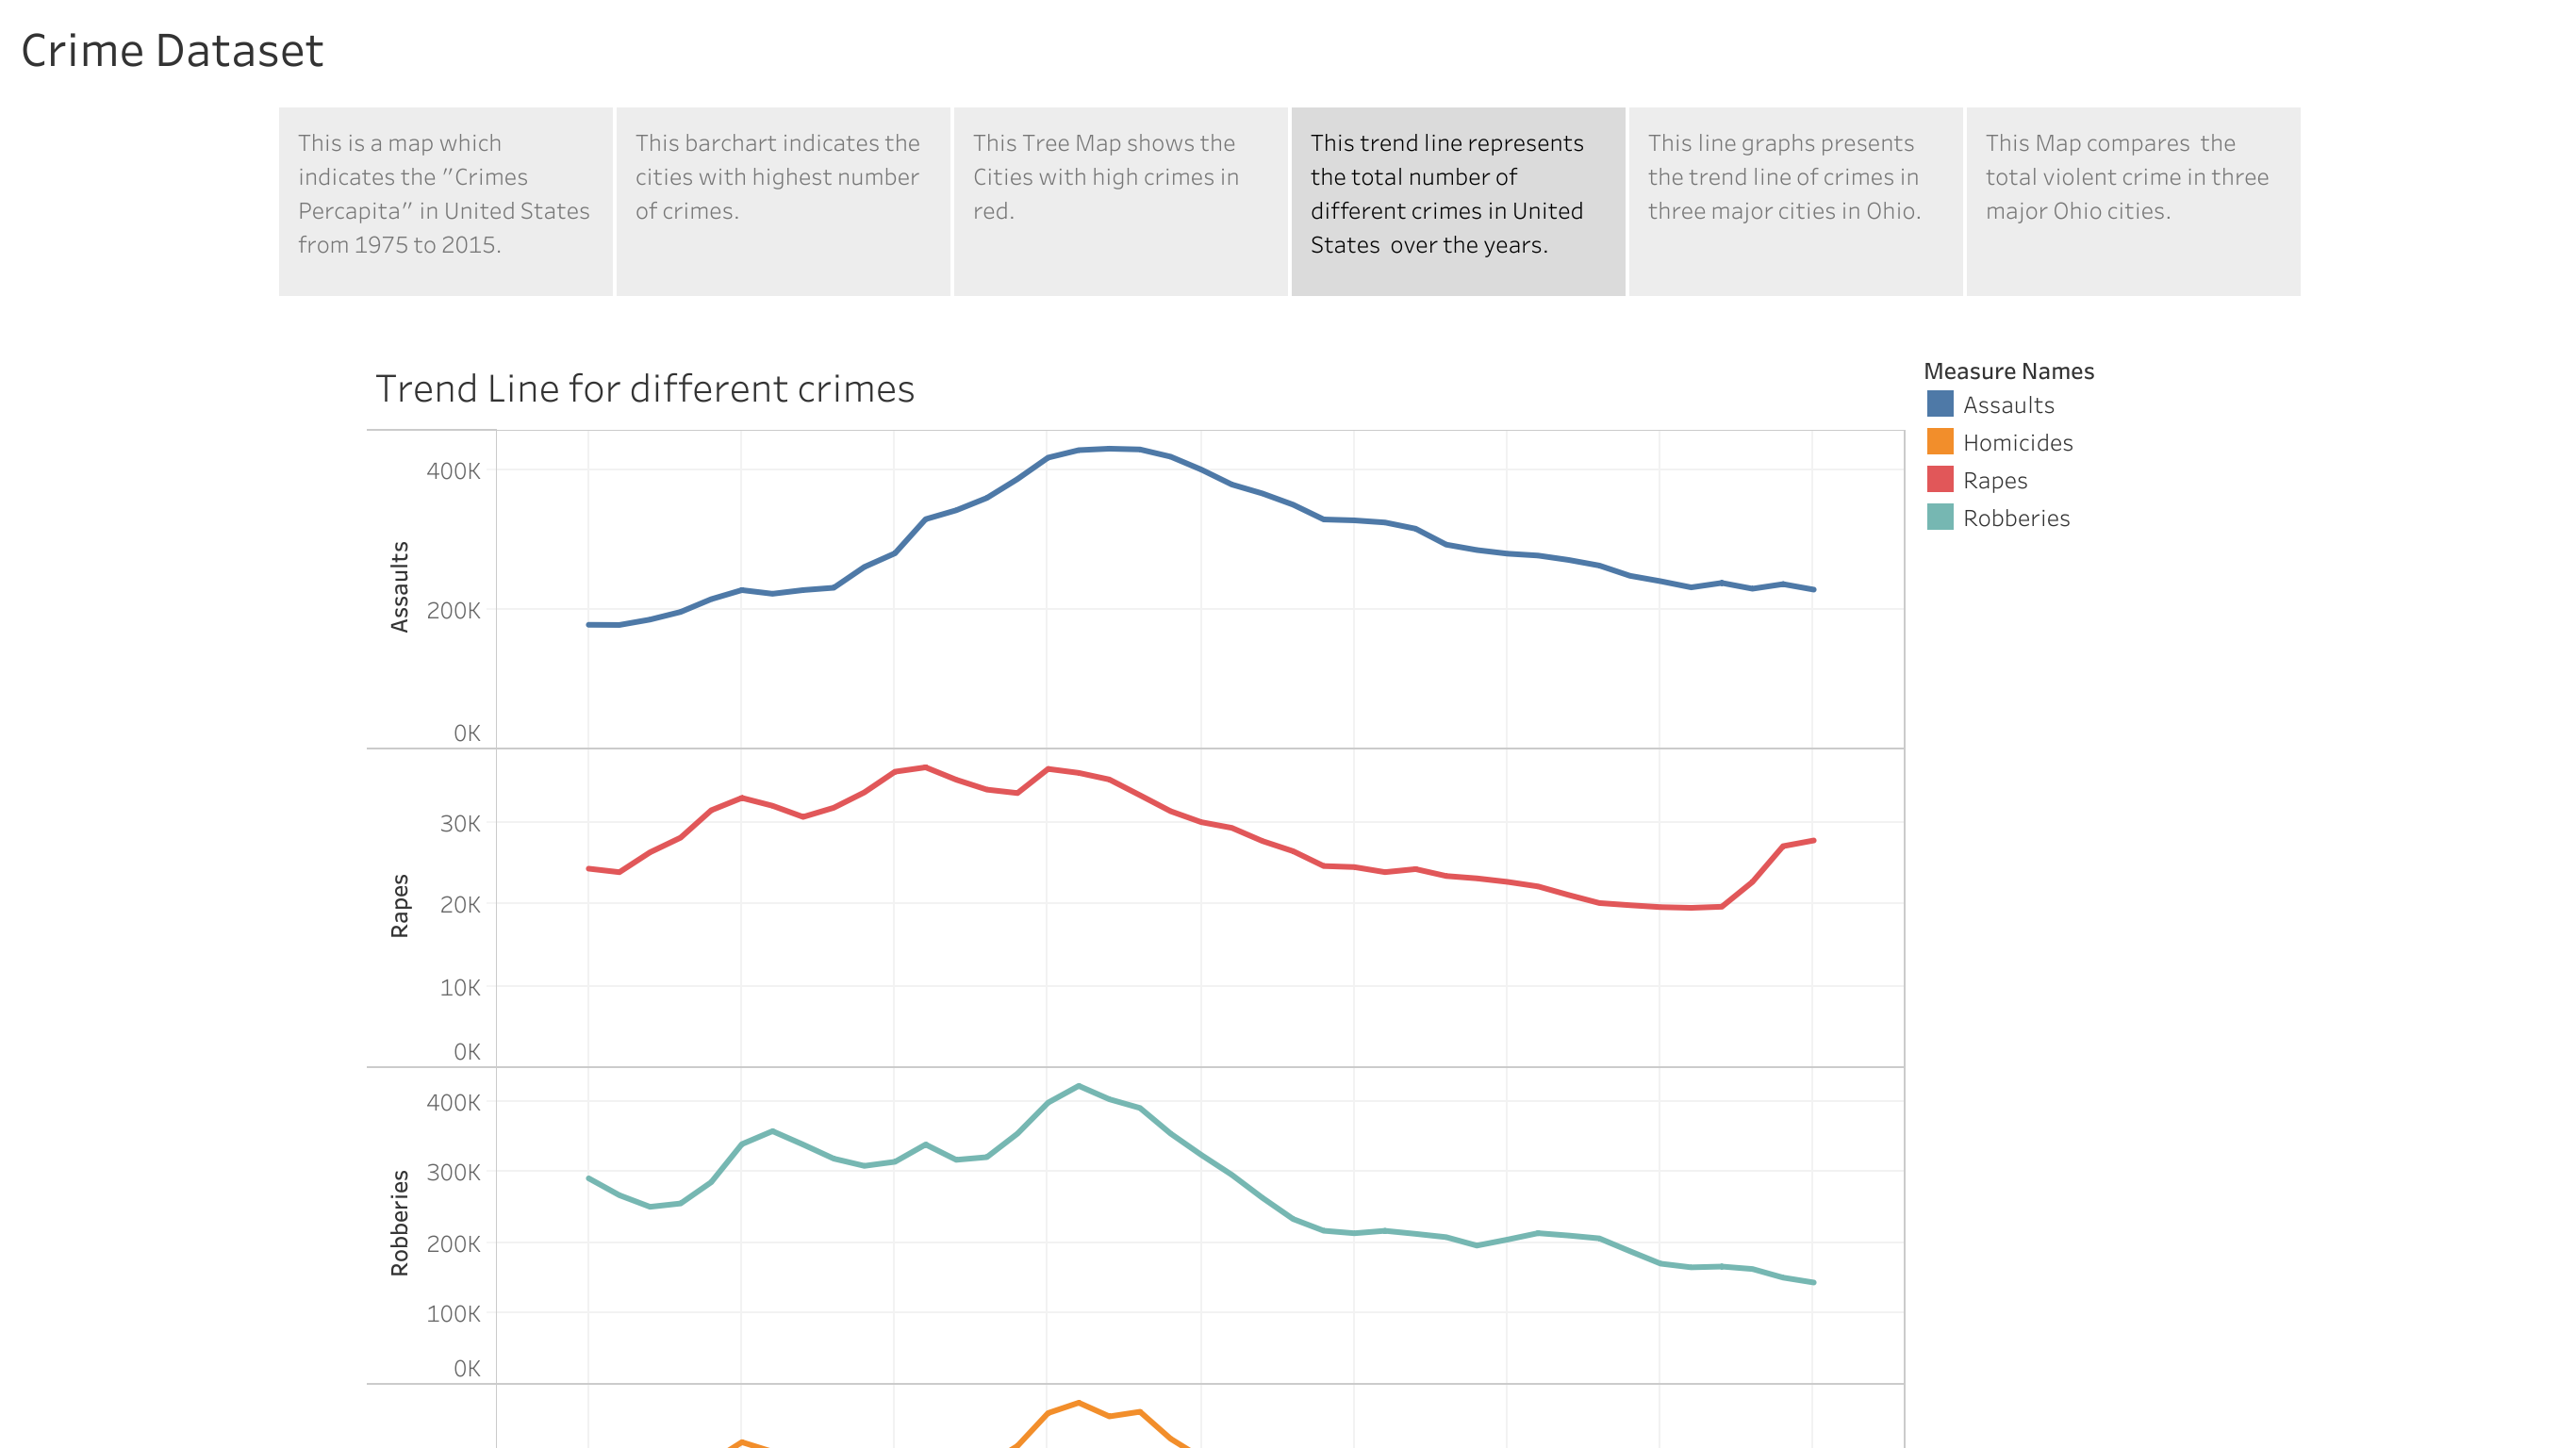 Crime Dataset
This is a map which
indicates the "Crimes
Percapita" in United States
from 1975 to 2015.
This barchart indicates the
cities with highest number
of crimes.
This Tree Map shows the
Cities with high crimes in
red.
This trend line represents
the total number of
different crimes in United
States  over the years.
This line graphs presents
the trend line of crimes in
three major cities in Ohio.
This Map compares  the
total violent crime in three
major Ohio cities.
Trend Line for different crimes
Measure Names
Assaults
Homicides
Rapes
Robberies
Assaults
400K
200K
0K
Rapes
30K
20K
10K
0K
Robberies
400K
300K
200K
100K
0K